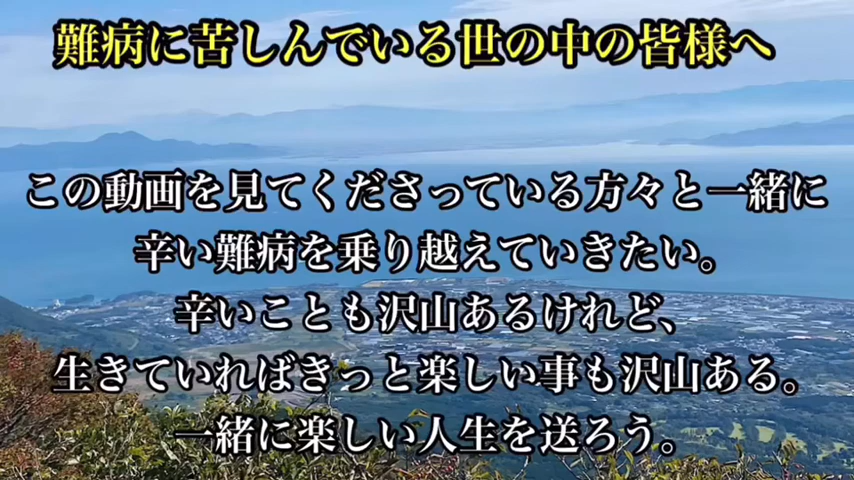 難病に苦しんでいる世の中の皆様へ
この動画を見てくださっている方々と一緒に
辛い難病を乗り越えていきたい。
辛いことも沢山あるけれど、
生きていればきっと楽しい事も沢山ある。
一緒に楽しい人生を送ろう。